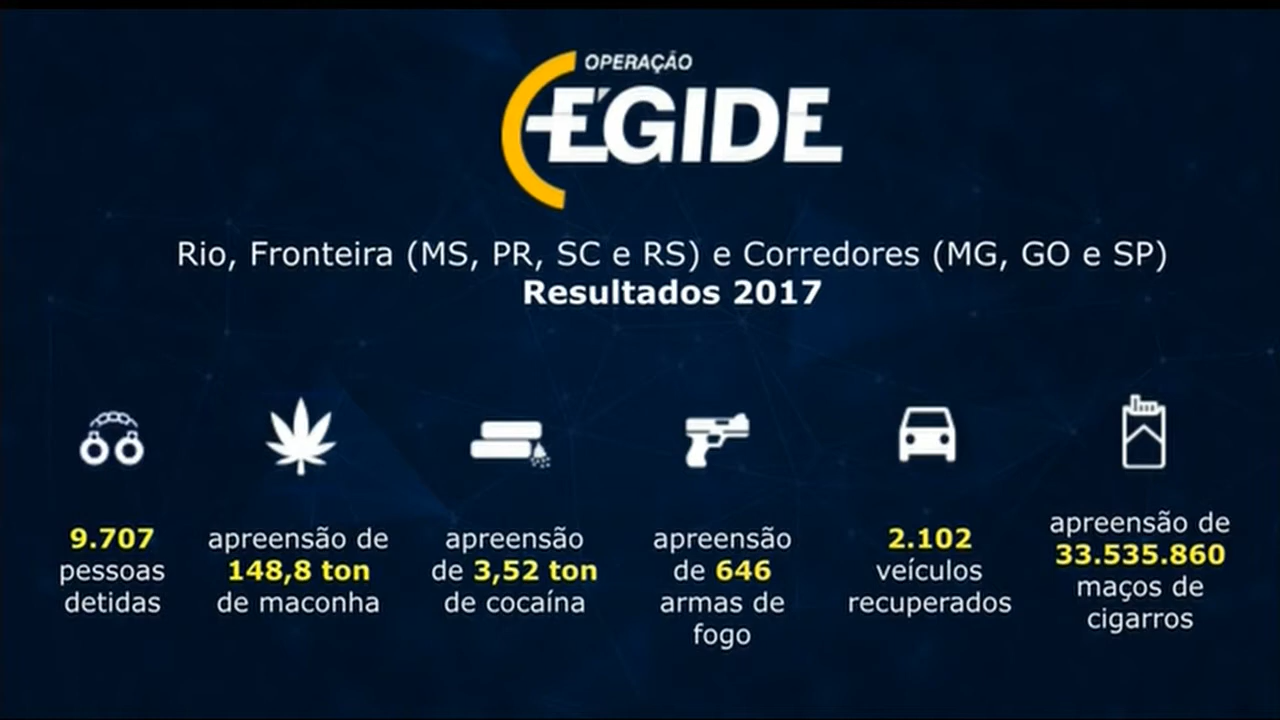 OPERAÇÃO
ÉGIDE
Rio, Fronteira (MS, PR, SC e RS) e Corredores (MG, GO e SP)
Resultados 2017
9.707
pessoas
detidas
apreensão de
148,8 ton
de maconha
apreensão
de 3,52 ton
de cocaína
apreensão
de 646
armas de
fogo
2.102
veículos
recuperados
apreensão de
33.535.860
maços de
cigarros